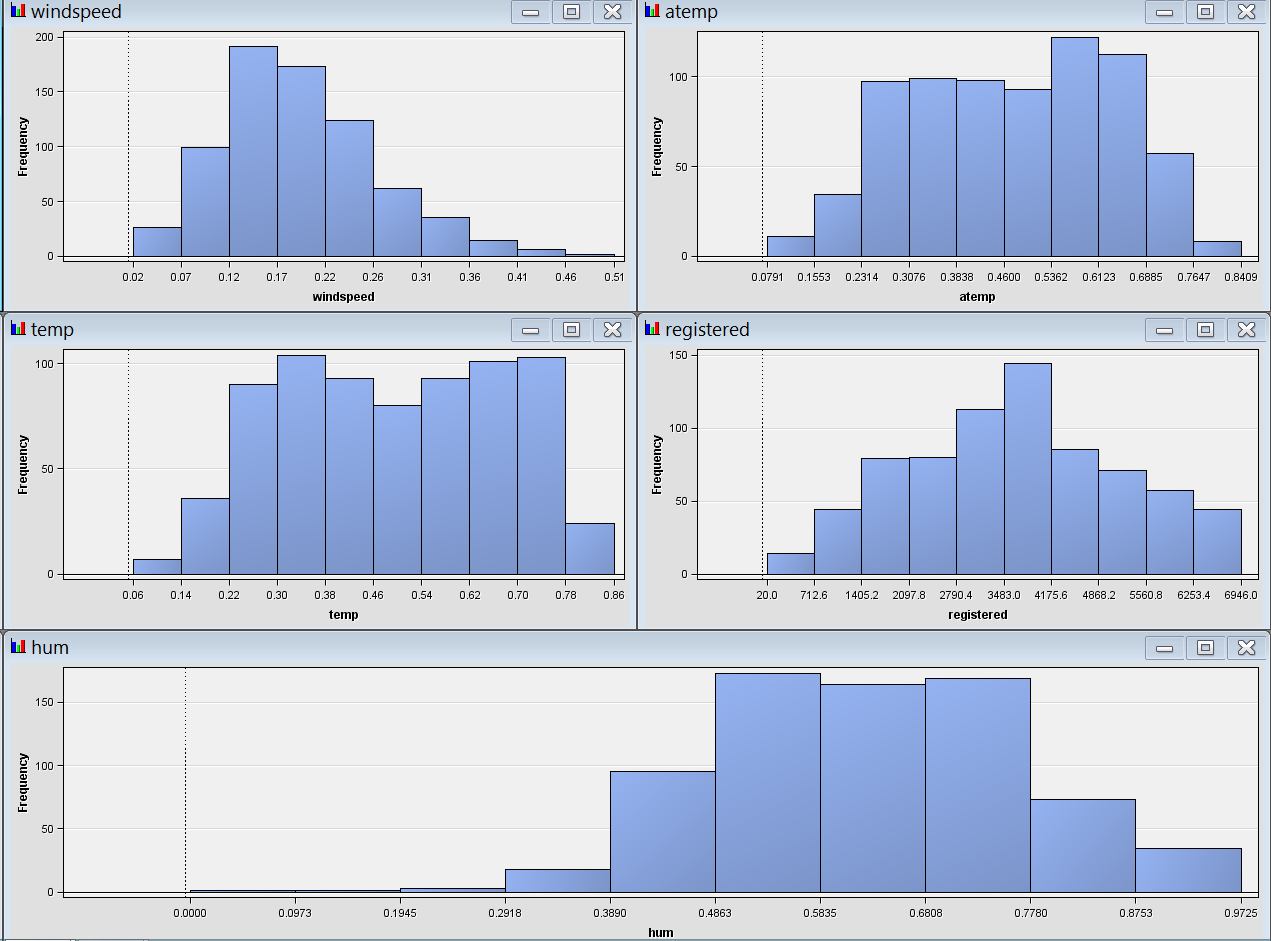 windspeed
200
150
100
50
0
Frequency
0.02 0.07 0.12 0.17 0.22 0.26 0.31 0.36 0.41 0.46 0.51
windspeed
atemp
100
50
0
Frequency
0.0791 0.1553 0.2314 0.3076 0.3838 0.4600 0.5362 0.6123 0.6885 0.7647 0.8409
atemp
temp
100
50
0
Frequency
0.06 0.14 0.22 0.30 0.38 0.46 0.54 0.62 0.70 0.78 0.86
temp
registered
150
100
50
0
Frequency
20.0 712.6 1405.2 2097.8 2790.4 3483.0 4175.6 4868.2 5560.8 6253.4 6946.0
registered
hum
150
100
50
0
Frequency
0.0000 0.0973 0.1945 0.2918 0.3890 0.4863 0.5835 0.6808 0.7780 0.8753 0.9725
hum